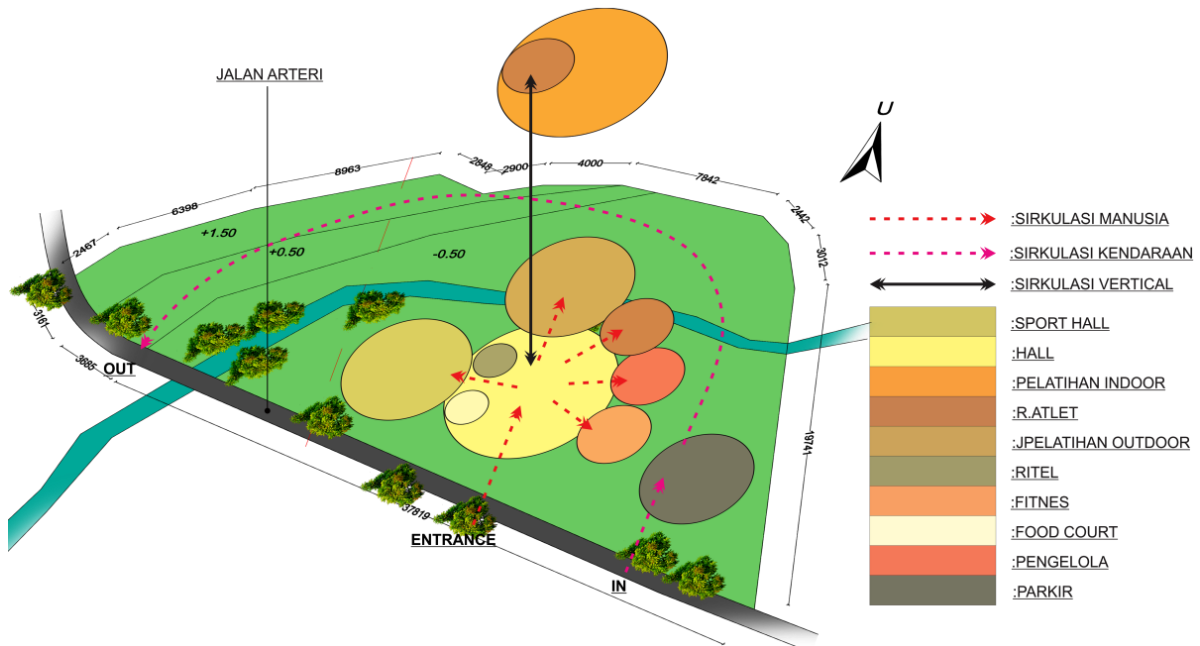 JALAN ARTERI
U
8963
2848
2900
4000
7842
6398
2442
2467
3012
+1.50
+0.50
-0.50
3161
3685
OUT
19741
37819
ENTRANCE
IN
:SIRKULASI MANUSIA
:SIRKULASI KENDARAAN
:SIRKULASI VERTICAL
:SPORT HALL
:HALL
:PELATIHAN INDOOR
:R.ATLET
:JPELATIHAN OUTDOOR
:RITEL
:FITNES
:FOOD COURT
:PENGELOLA
:PARKIR